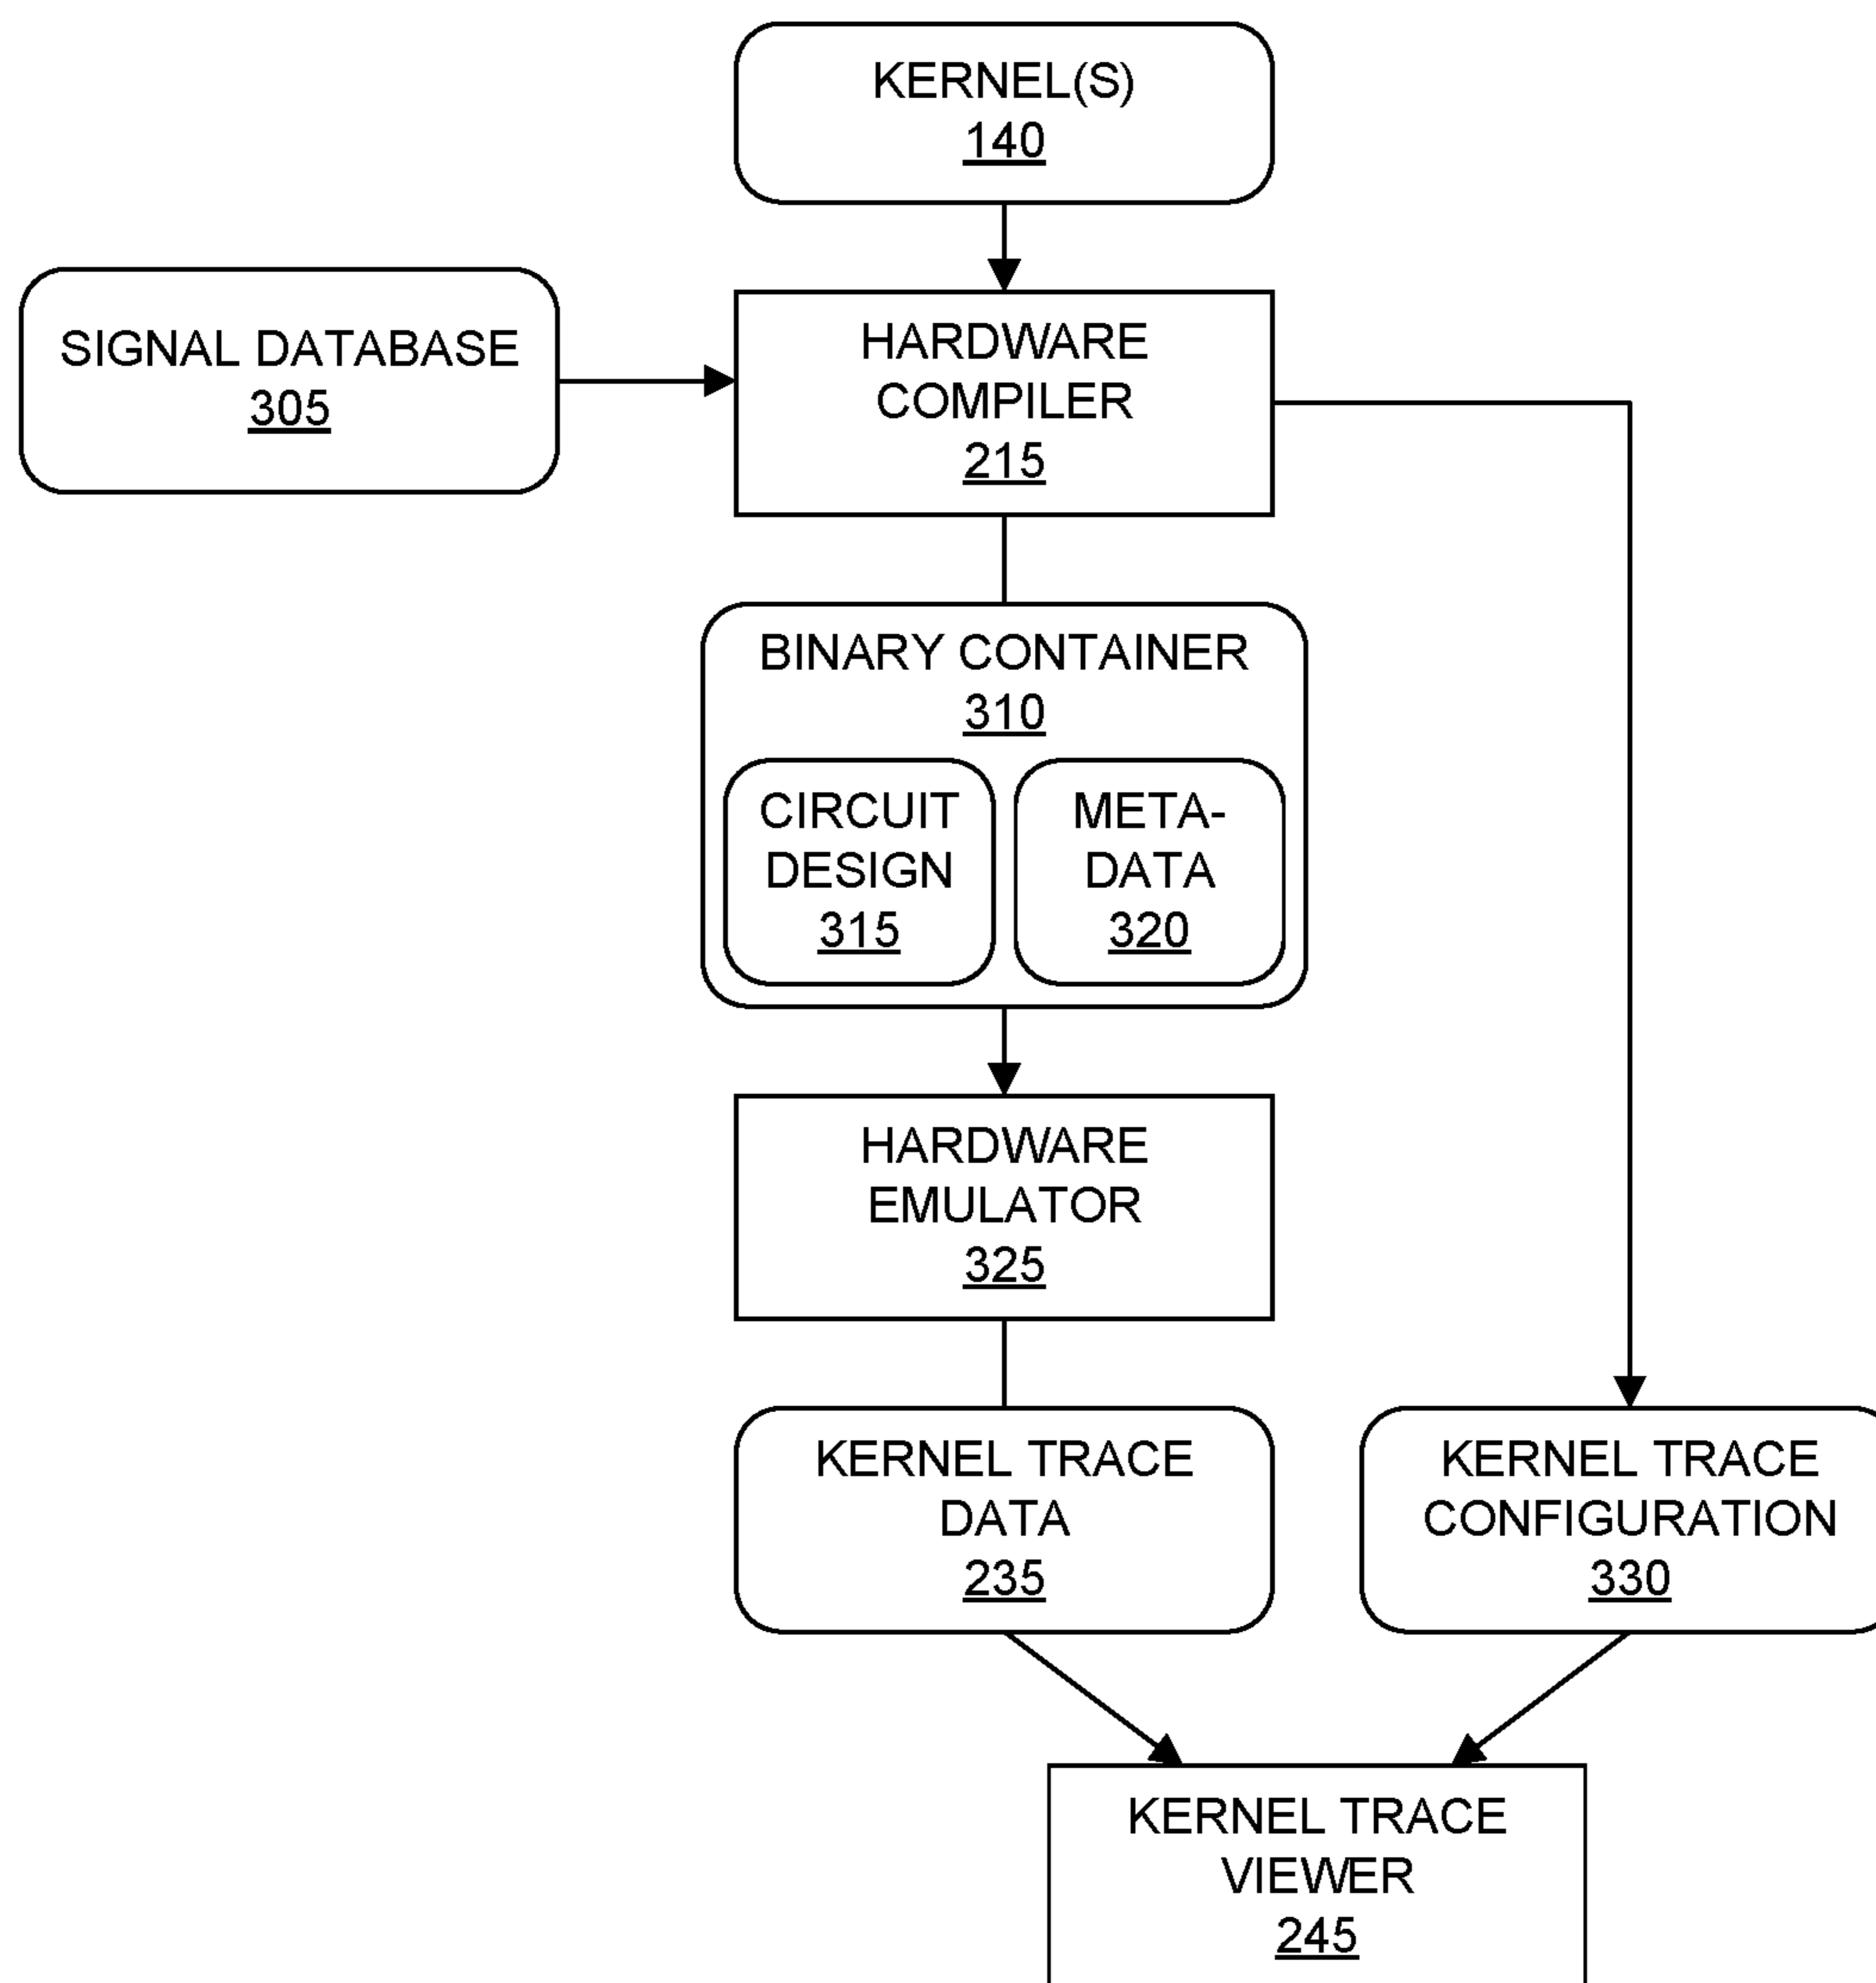 KERNEL(S)
140
SIGNAL DATABASE
305
HARDWARE
COMPILER
215
BINARY CONTAINER
310
CIRCUIT
DESIGN
315
META-
DATA
320
HARDWARE
EMULATOR
325
KERNEL TRACE
DATA
235
KERNEL TRACE
CONFIGURATION
330
KERNEL TRACE
VIEWER
245